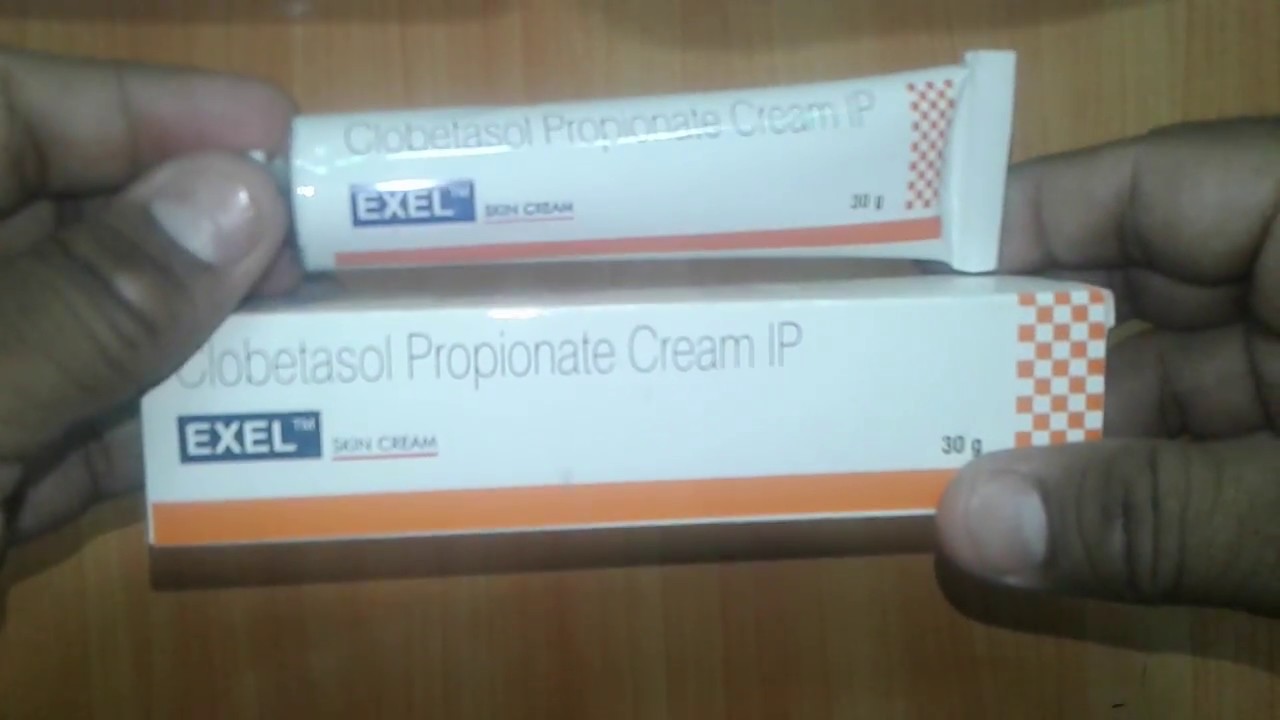 Clobetasol Propionate Cream IP
EXEL™ SKIN CREAM
30 g
Clobetasol Propionate Cream IP
EXEL™ SKIN CREAM
30 g